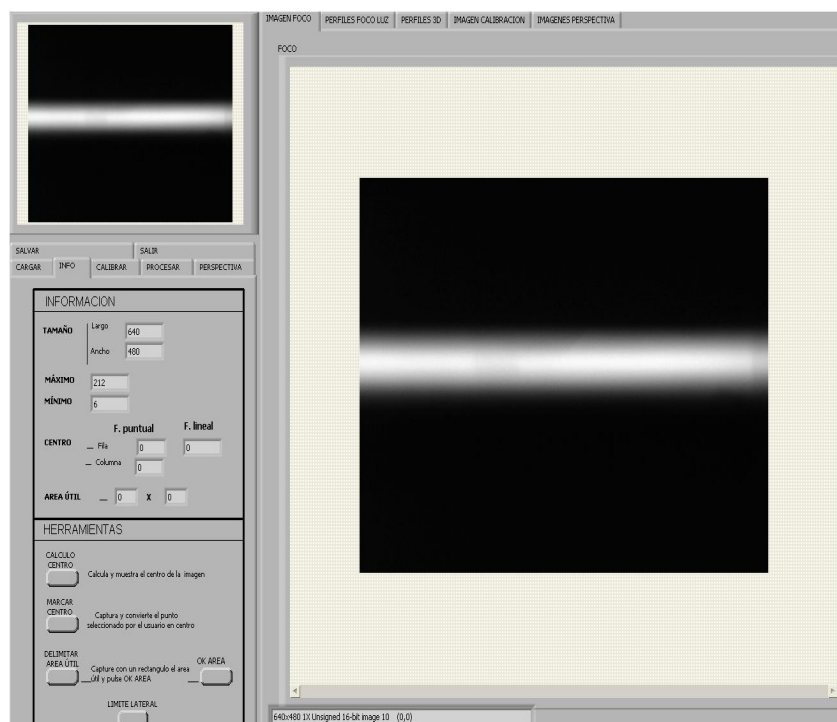 IMAGEN FOCO PERFILES FOCO LUZ PERFILES 3D IMAGEN CALIBRACION IMAGENES PERSPECTIVA
FOCO
SALVAR SALIR
CARGAR INFO CALIBRAR PROCESAR PERSPECTIVA
INFORMACION
TAMAÑO Largo 640
Ancho 480
MÁXIMO 212
MÍNIMO 6
F. puntual F. lineal
CENTRO Fila 0 0
Columna 0
AREA ÚTIL 0 X 0
HERRAMIENTAS
CALCULO
CENTRO
Calcula y muestra el centro de la imagen
MARCAR
CENTRO
Captura y convierte el punto
seleccionado por el usuario en centro
DELIMITAR
AREA ÚTIL
Capture con un rectangulo el area
útil y pulse OK AREA
OK AREA
LIMITE LATERAL
640x480 1X Unsigned 16-bit image 10 (0,0)